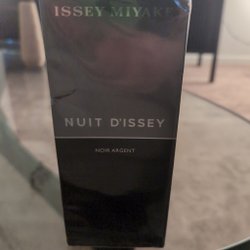 ISSEY MIYAKE
NUIT D'ISSEY
NOIR ARGENT